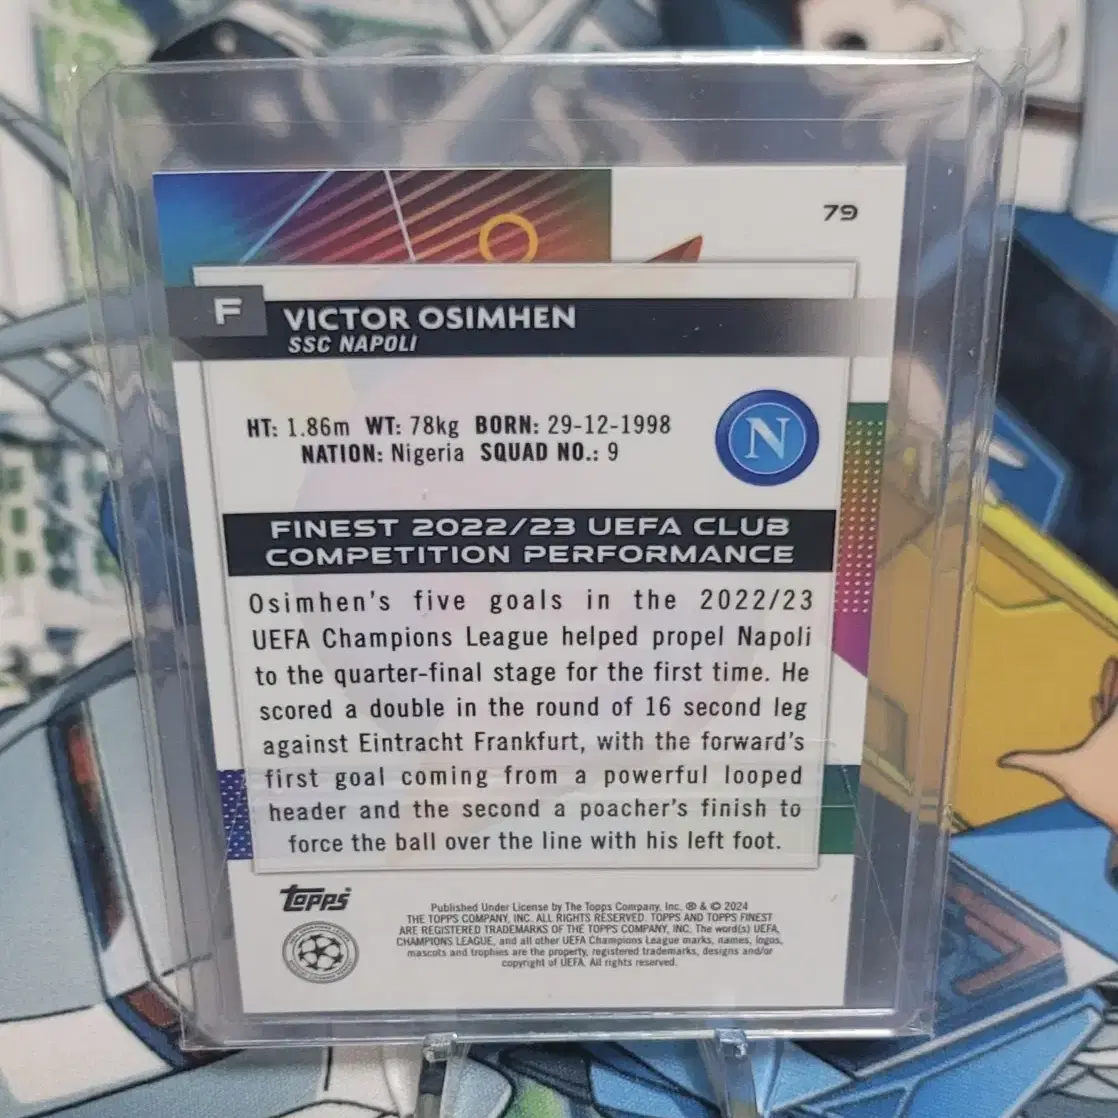 79
F
VICTOR OSIMHEN
SSC NAPOLI
HT: 1.86m WT: 78kg BORN: 29-12-1998
NATION: Nigeria SQUAD NO.: 9
N
FINEST 2022/23 UEFA CLUB
COMPETITION PERFORMANCE
Osimhen's five goals in the 2022/23
UEFA Champions League helped propel Napoli
to the quarter-final stage for the first time. He
scored a double in the round of 16 second leg
against Eintracht Frankfurt, with the forward's
first goal coming from a powerful looped
header and the second a poacher's finish to
force the ball over the line with his left foot.
topps
Published Under License by The Topps Company, Inc. ® & © 2024
THE TOPPS COMPANY, INC. ALL RIGHTS RESERVED. TOPPS AND TOPPS FINEST
ARE REGISTERED TRADEMARKS OF THE TOPPS COMPANY, INC. The word(s) UEFA,
CHAMPIONS LEAGUE, and all other UEFA Champions League marks, names, logos,
mascots and trophies are the property, registered trademarks, designs and/or
copyright of UEFA. All rights reserved.